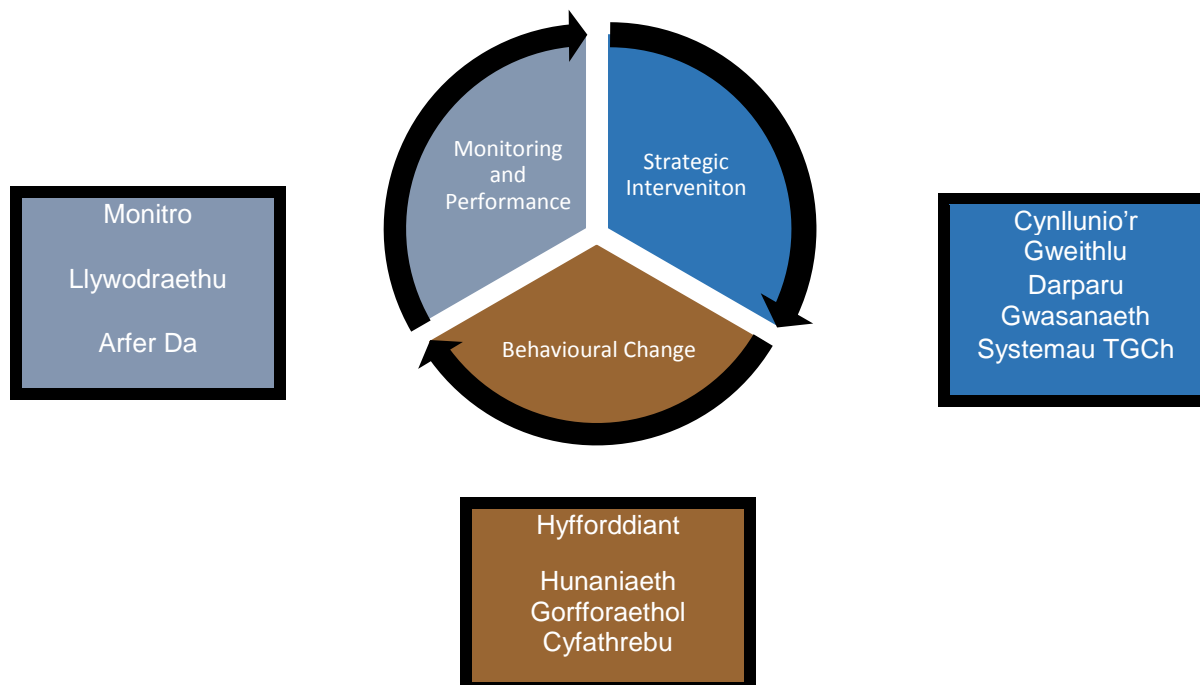 Monitoring
and
Performance
Strategic
Interveniton
Behavioural Change
Monitro
Llywodraethu
Arfer Da
Cynllunio’r
Gweithlu
Darparu
Gwasanaeth
Systemau TGCh
Hyfforddiant
Hunaniaeth
Gorfforaethol
Cyfathrebu